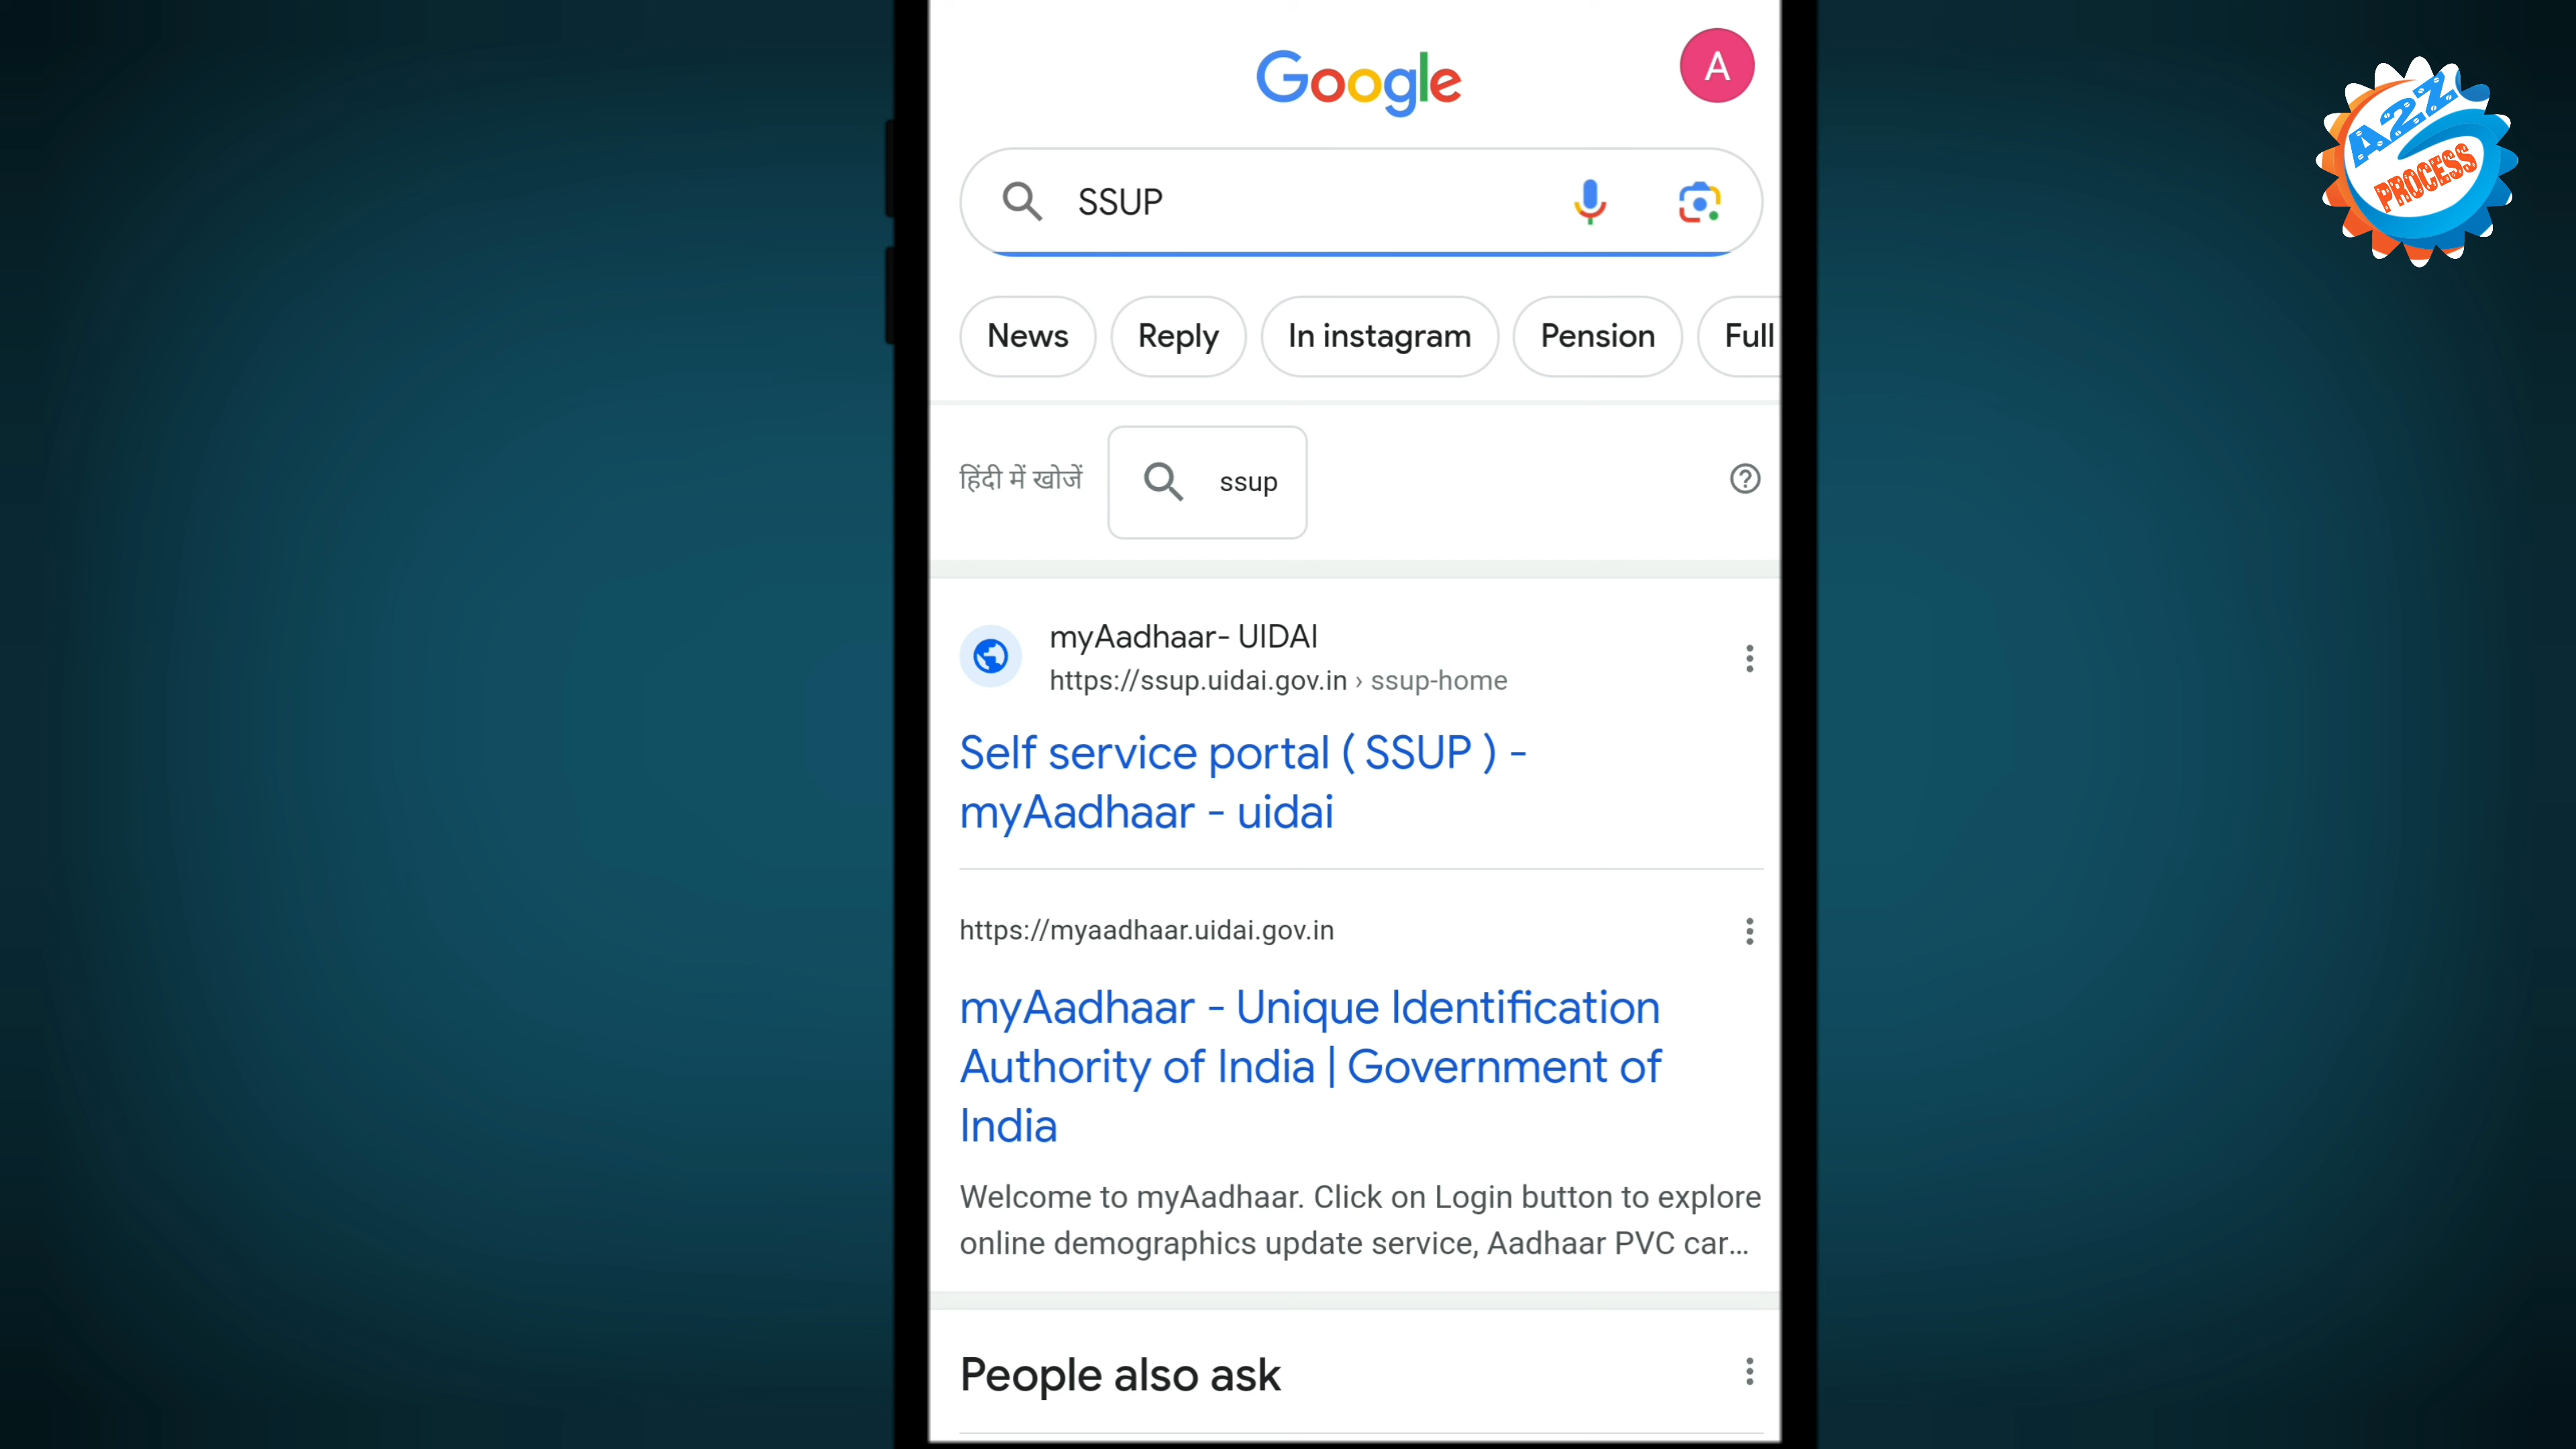 Google
A
A2Z
PROCESS
SSUP
News
Reply
In instagram
Pension
Full
हिंदी में खोजें
ssup
myAadhaar- UIDAI
https://ssup.uidai.gov.in › ssup-home
Self service portal ( SSUP ) -
myAadhaar - uidai
https://myaadhaar.uidai.gov.in
myAadhaar - Unique Identification
Authority of India | Government of
India
Welcome to myAadhaar. Click on Login button to explore
online demographics update service, Aadhaar PVC car...
People also ask